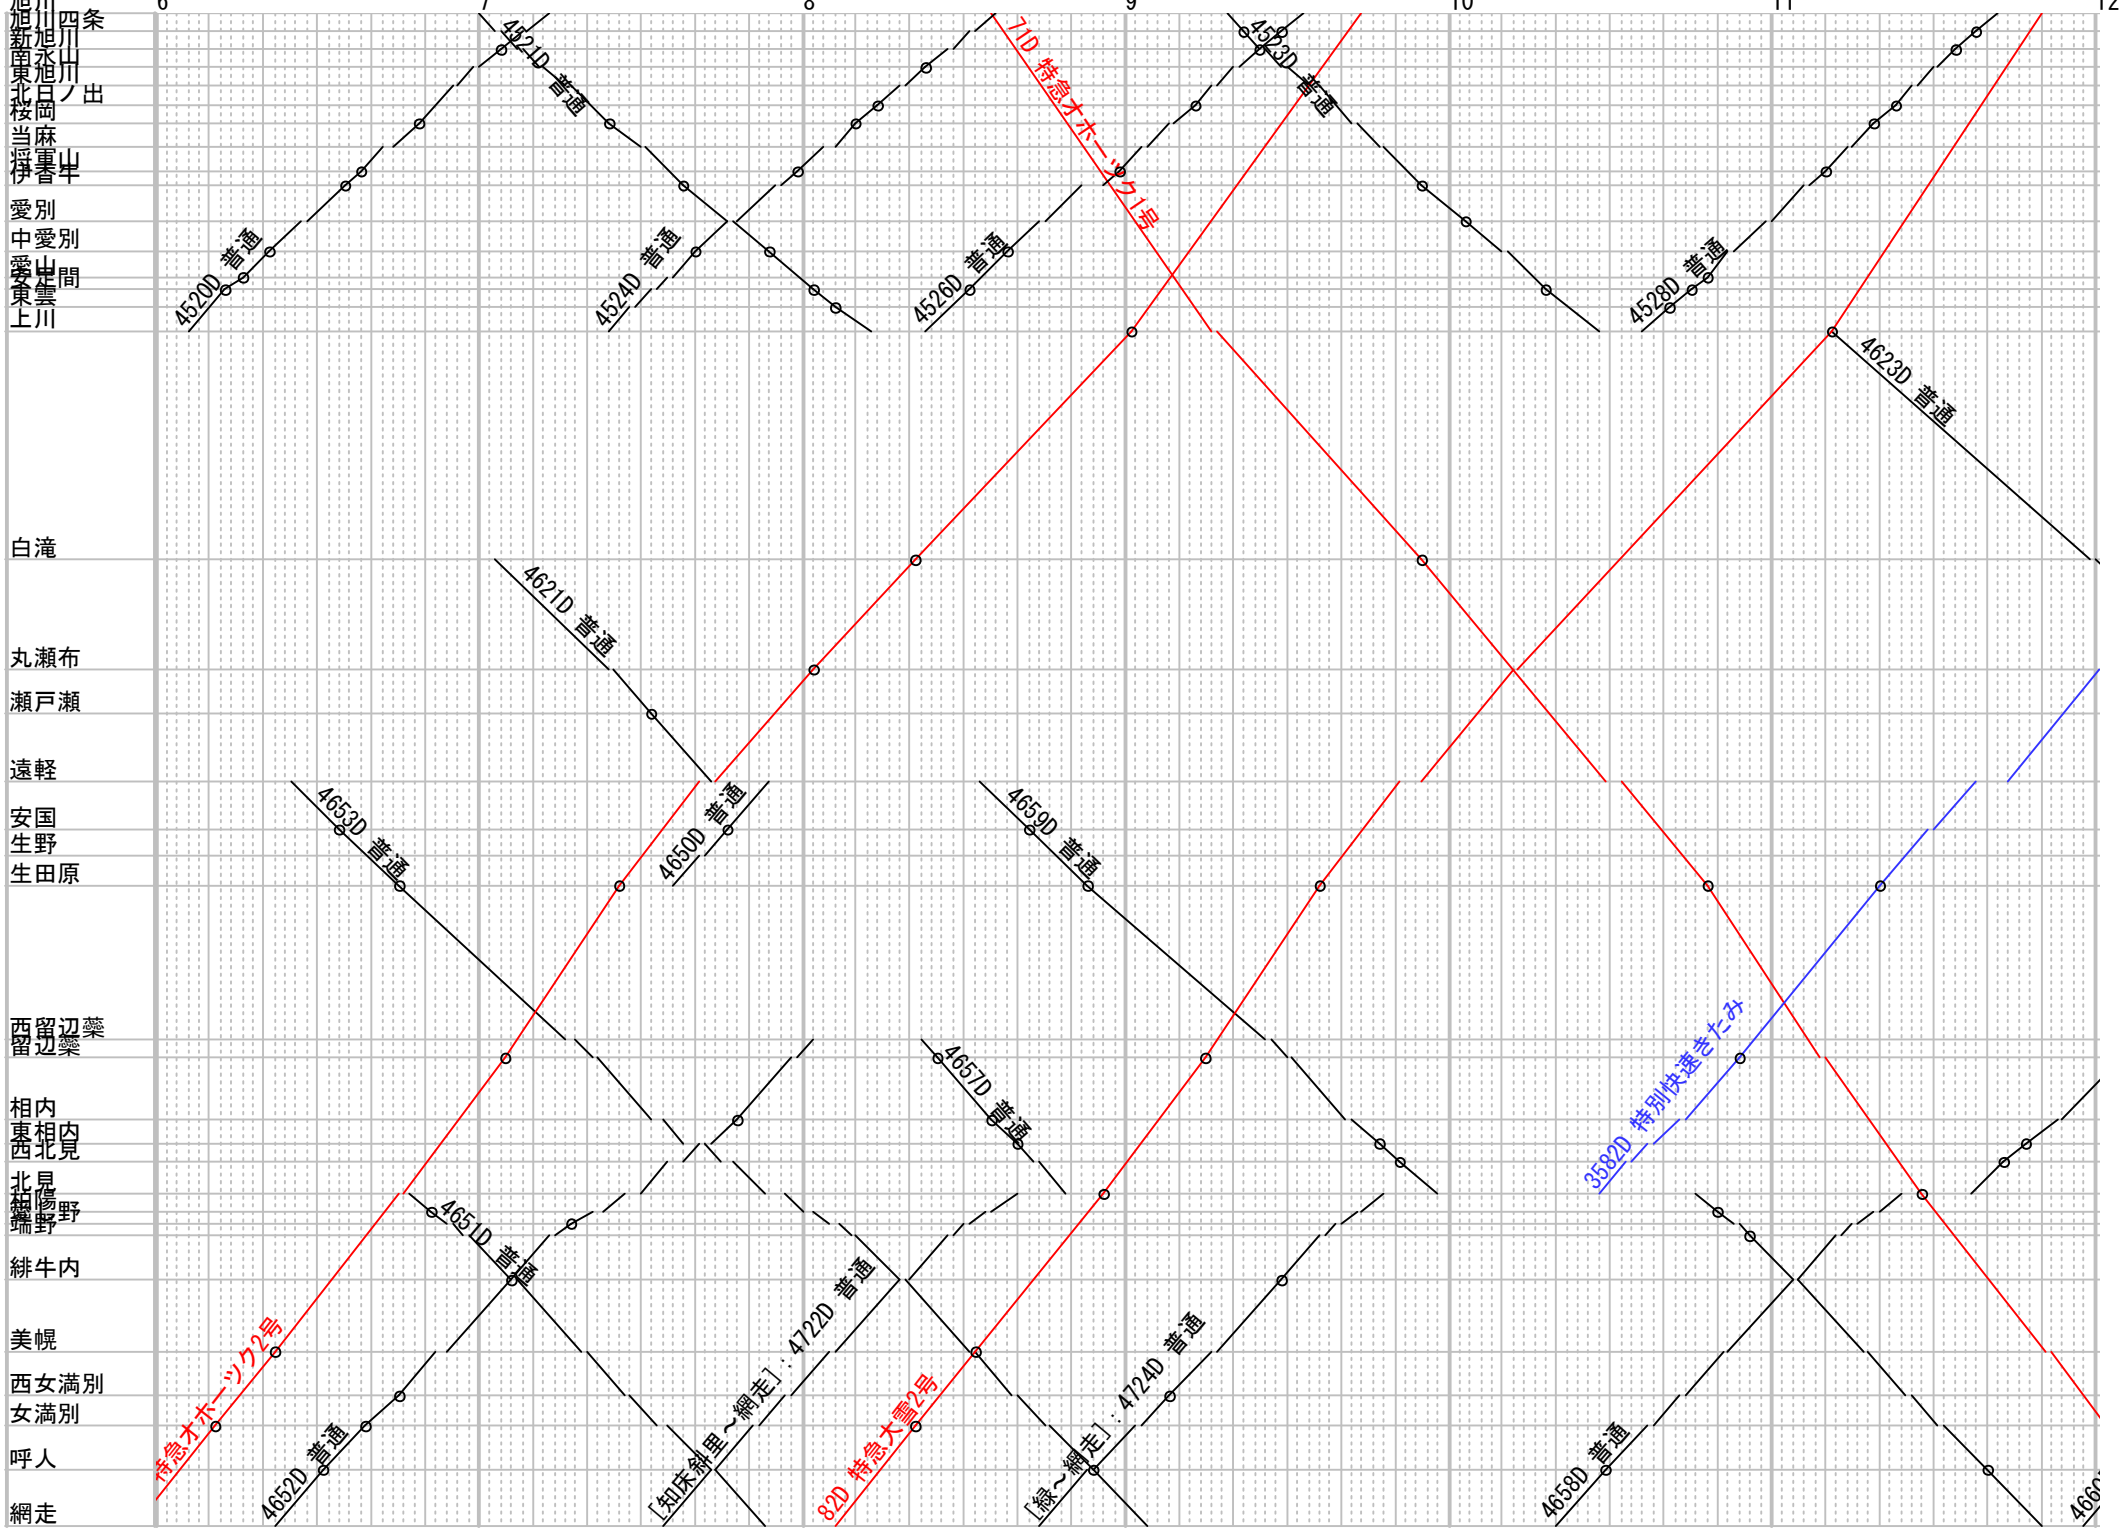 6 7 8 9 10 11 12
旭川
旭川四条
新旭川
南永山
東旭川
北日ノ出
桜岡
当麻
将軍山
伊香牛
愛別
中愛別
愛山
安足間
東雲
上川
白滝
丸瀬布
瀬戸瀬
遠軽
安国
生野
生田原
西留辺蘂
留辺蘂
相内
東相内
西北見
北見
柏陽
愛し野
端野
緋牛内
美幌
西女満別
女満別
呼人
網走
4521D 普通
71D 特急オホーツク1号
4523D 普通
4520D 普通
4524D 普通
4526D 普通
4528D 普通
4623D 普通
4621D 普通
4653D 普通
4650D 普通
4659D 普通
4657D 普通
3582D 特別快速きたみ
4651D 普通
特急オホーツク2号
4652D 普通
[知床斜里～網走]:4722D 普通
82D 特急大雪2号
[緑～網走]:4724D 普通
4658D 普通